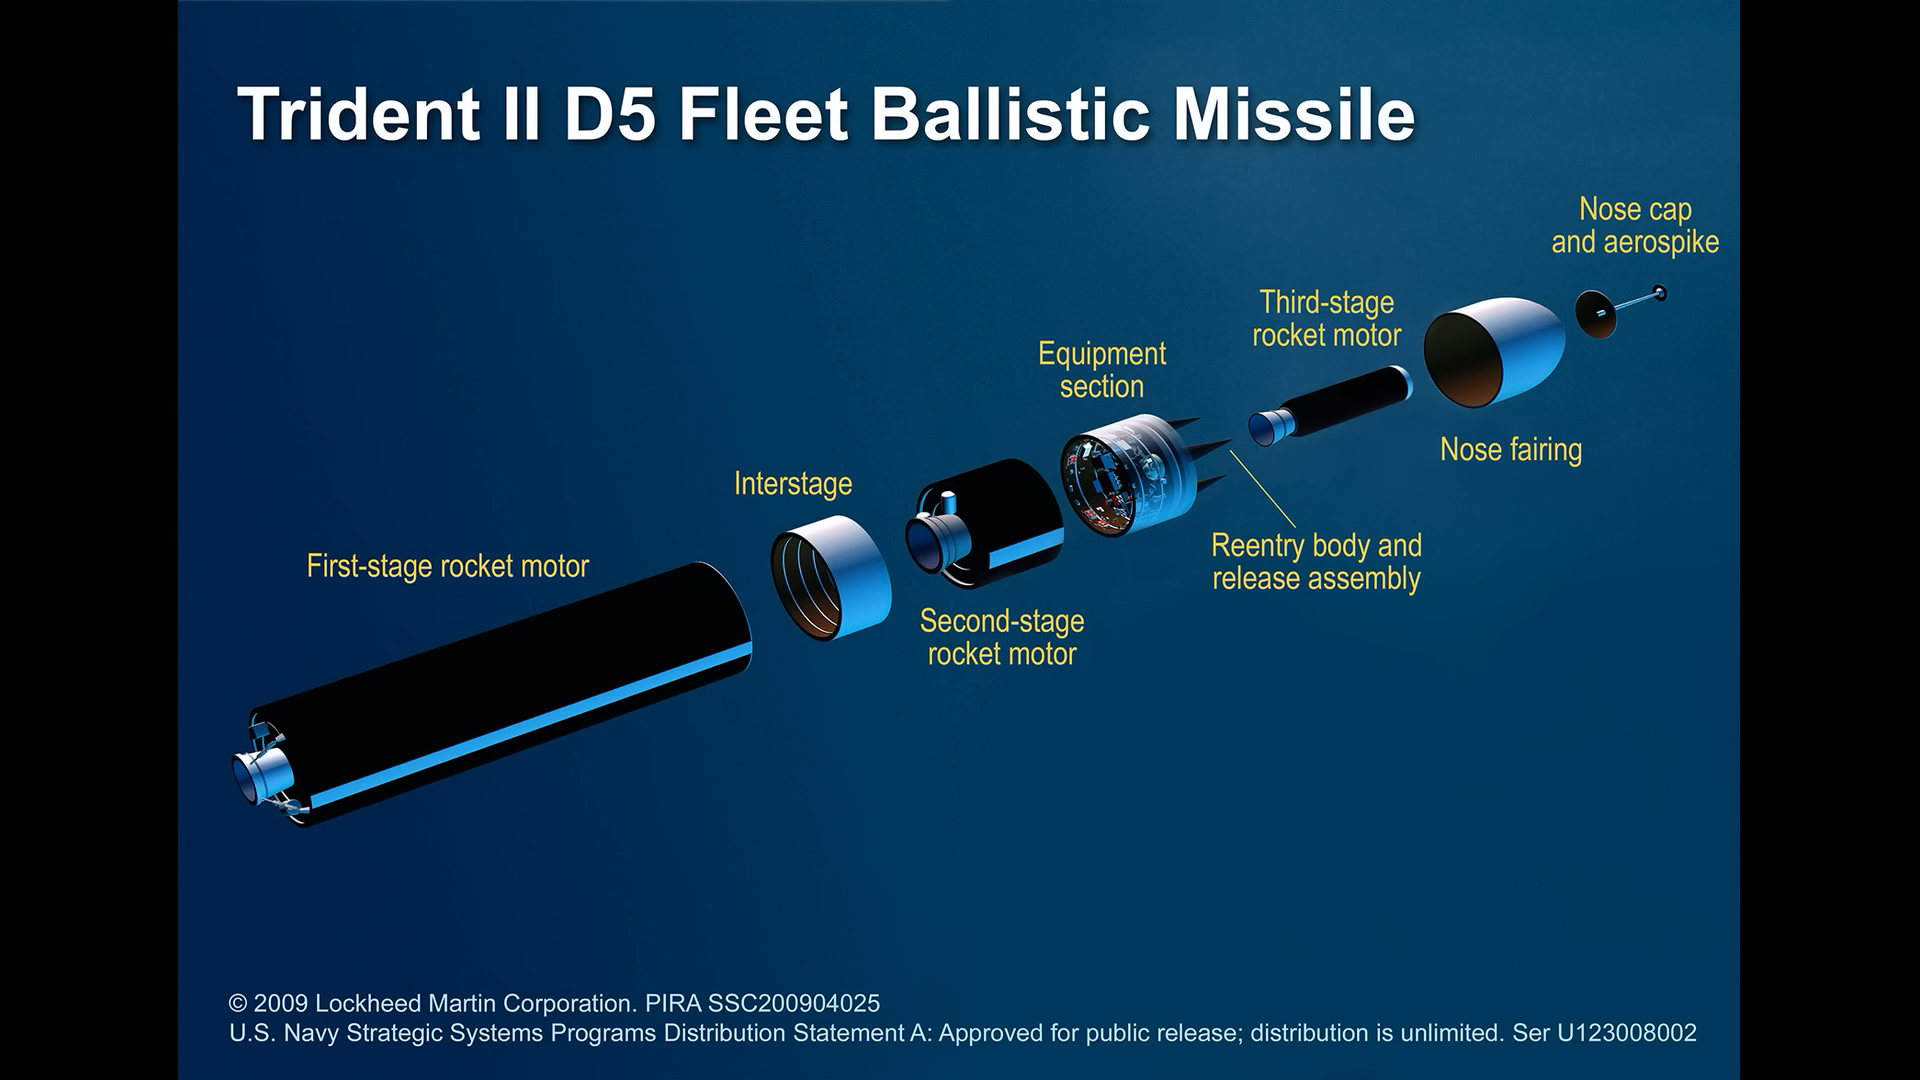 Trident II D5 Fleet Ballistic Missile
Nose cap
and aerospike
Third-stage
rocket motor
Equipment
section
Nose fairing
Interstage
Reentry body and
release assembly
First-stage rocket motor
Second-stage
rocket motor
© 2009 Lockheed Martin Corporation. PIRA SSC200904025
U.S. Navy Strategic Systems Programs Distribution Statement A: Approved for public release; distribution is unlimited. Ser U123008002